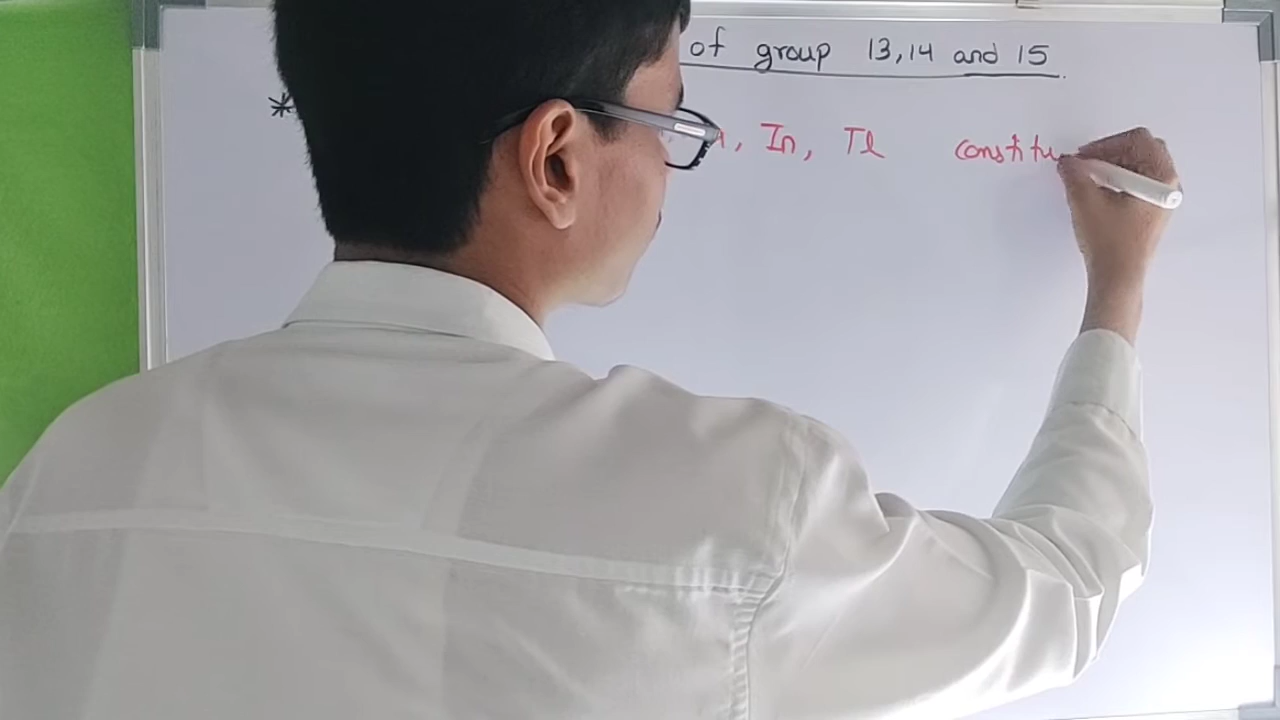 of group 13,14 and 15
* , In, Tl constitu